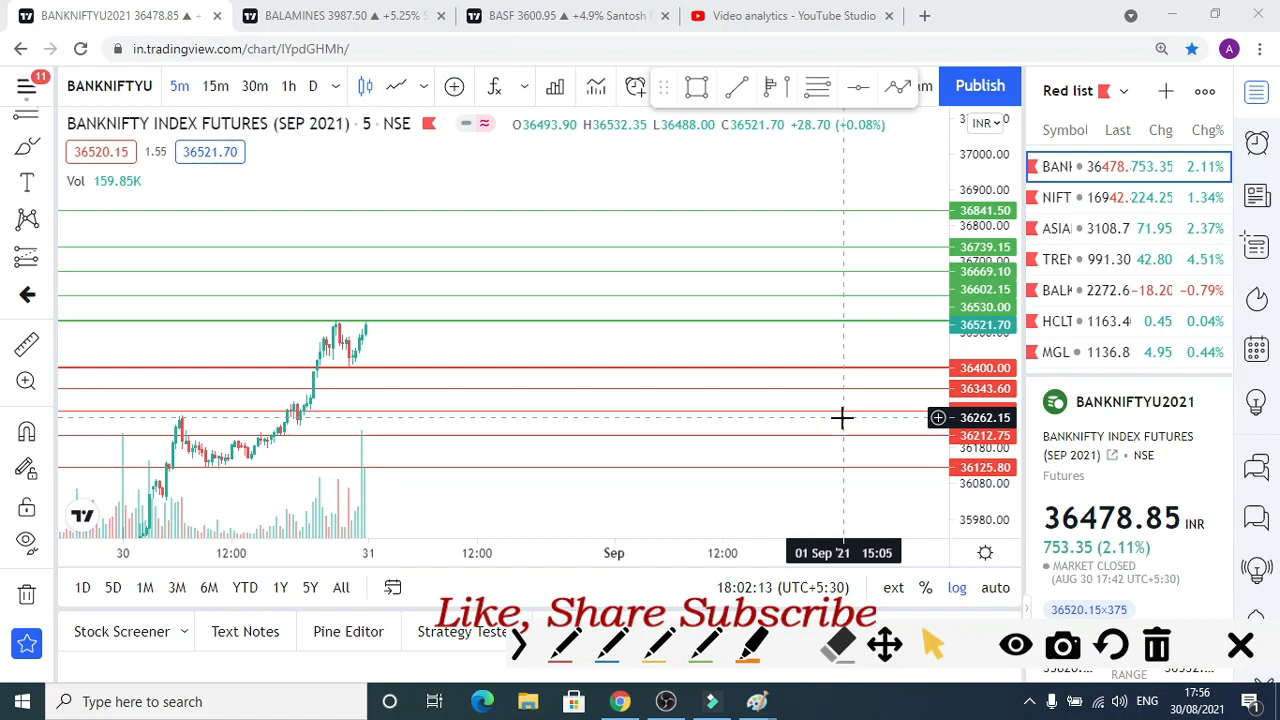 BANKNIFTYU2021 36478.85 ▲ +
BALAMINES 3987.50 ▲ +5.25% S
BASF 3600.95 ▲ +4.9% Santosh
Video analytics - YouTube Studio
in.tradingview.com/chart/IYpdGHMh/
A
11
BANKNIFTYU 5m 15m 30m 1h D
m
Publish
Red list
BANKNIFTY INDEX FUTURES (SEP 2021) · 5 · NSE
O36493.90 H36532.35 L36488.00 C36521.70 +28.70 (+0.08%)
INR
36520.15 1.55 36521.70
Vol 159.85K
37000.00
36900.00
36841.50
36800.00
36739.15
36700.00
36669.10
36602.15
36530.00
36521.70
36400.00
36343.60
36262.15
36212.75
36180.00
36125.80
36080.00
35980.00
Symbol Last Chg Chg%
BANK 36478. 753.35 2.11%
NIFT 16942. 224.25 1.34%
ASIA 3108.7 71.95 2.37%
TREN 991.30 42.80 4.51%
BALK 2272.6 −18.20 −0.79%
HCLT 1163.4 0.45 0.04%
MGL 1136.8 4.95 0.44%
BANKNIFTYU2021
BANKNIFTY INDEX FUTURES
(SEP 2021) • NSE
Futures
36478.85 INR
753.35 (2.11%)
MARKET CLOSED
(AUG 30 17:42 UTC+5:30)
36520.15×375
RANGE
30 12:00 31 12:00 Sep 12:00 01 Sep '21 15:05
1D 5D 1M 3M 6M YTD 1Y 5Y All
18:02:13 (UTC+5:30) ext % log auto
Like, Share Subscribe
Stock Screener Text Notes Pine Editor Strategy Teste
Type here to search
ENG
17:56
30/08/2021
1